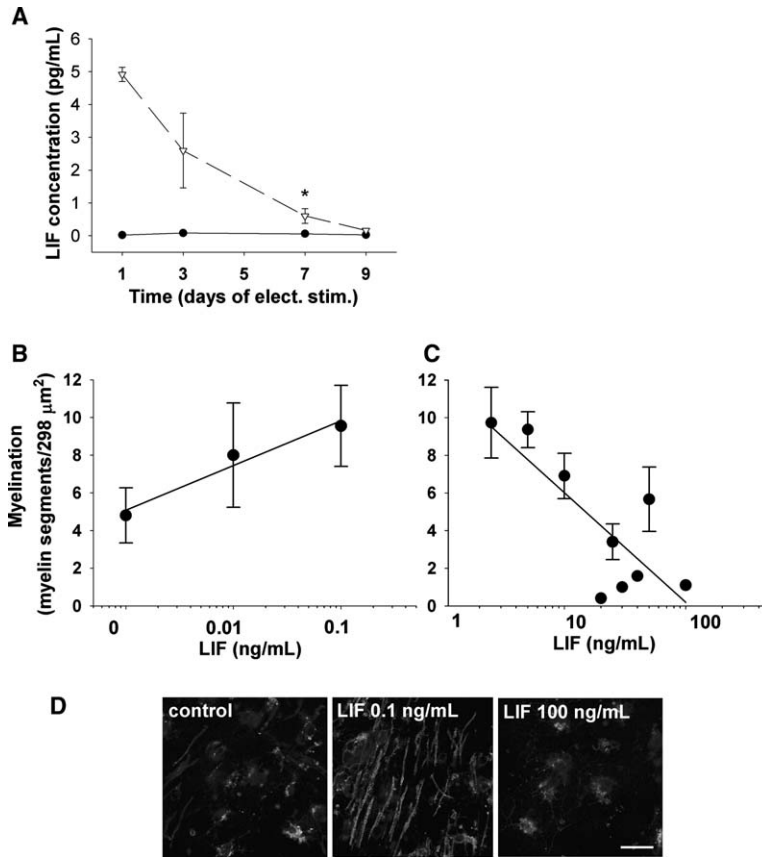 A
LIF concentration (pg/mL)
6
5
4
3
2
1
0
*
1 3 5 7 9
Time (days of elect. stim.)
B
Myelination
(myelin segments/298 μm²)
12
10
8
6
4
2
0
0 0.01 0.1
LIF (ng/mL)
C
12
10
8
6
4
2
0
1 10 100
LIF (ng/mL)
D
control
LIF 0.1 ng/mL
LIF 100 ng/mL